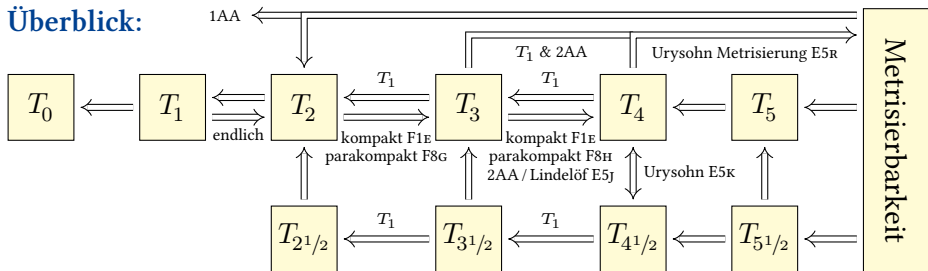 Überblick:
1AA
T₁ & 2AA
Urysohn Metrisierung E5R
T₀
T₁
T₂
T₃
T₄
T₅
T₁
T₁
endlich
kompakt F1E
parakompakt F8G
kompakt F1E
parakompakt F8H
2AA / Lindelöf E5J
Urysohn E5K
T₂1/2
T₃1/2
T₄1/2
T₅1/2
T₁
T₁
Metrisierbarkeit